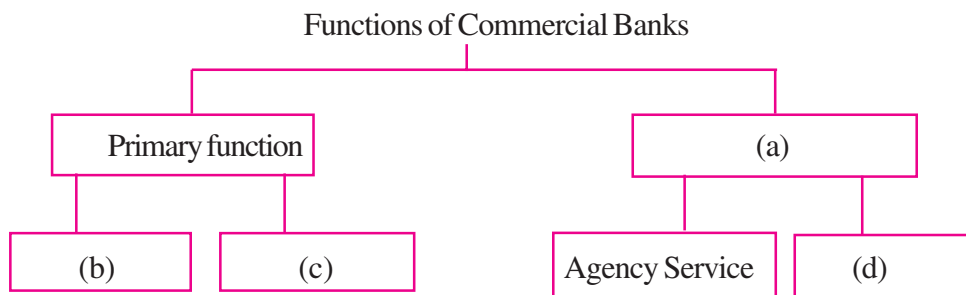 Functions of Commercial Banks
Primary function
(a)
(b)
(c)
Agency Service
(d)